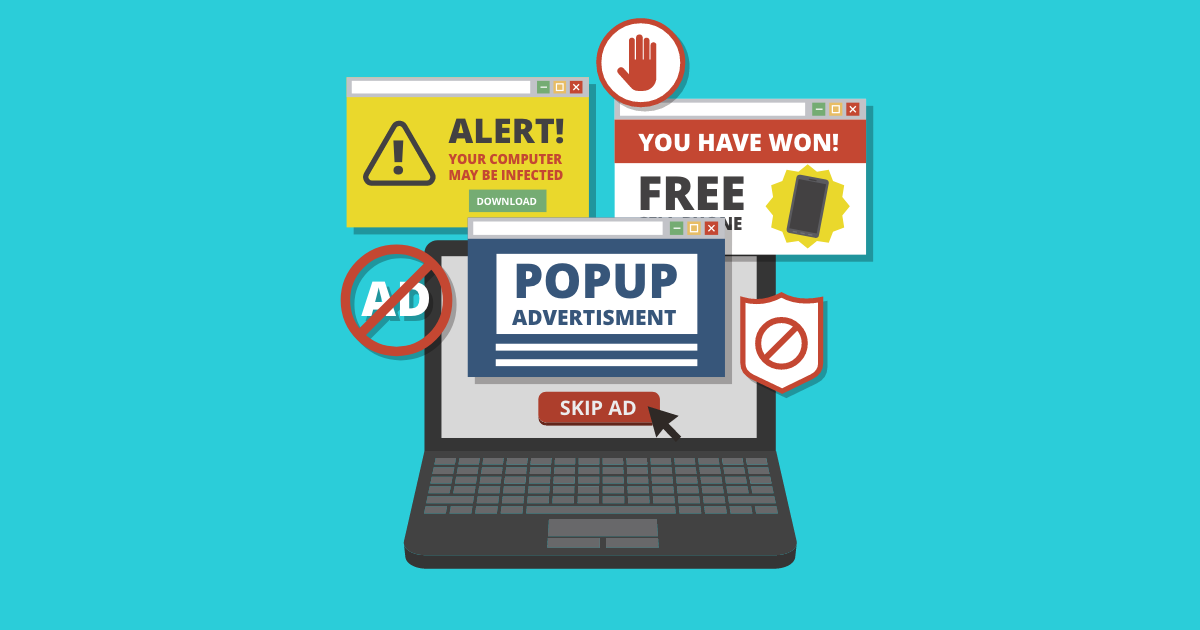 ALERT!
YOUR COMPUTER
MAY BE INFECTED
DOWNLOAD
YOU HAVE WON!
FREE
AD
POPUP
ADVERTISMENT
SKIP AD